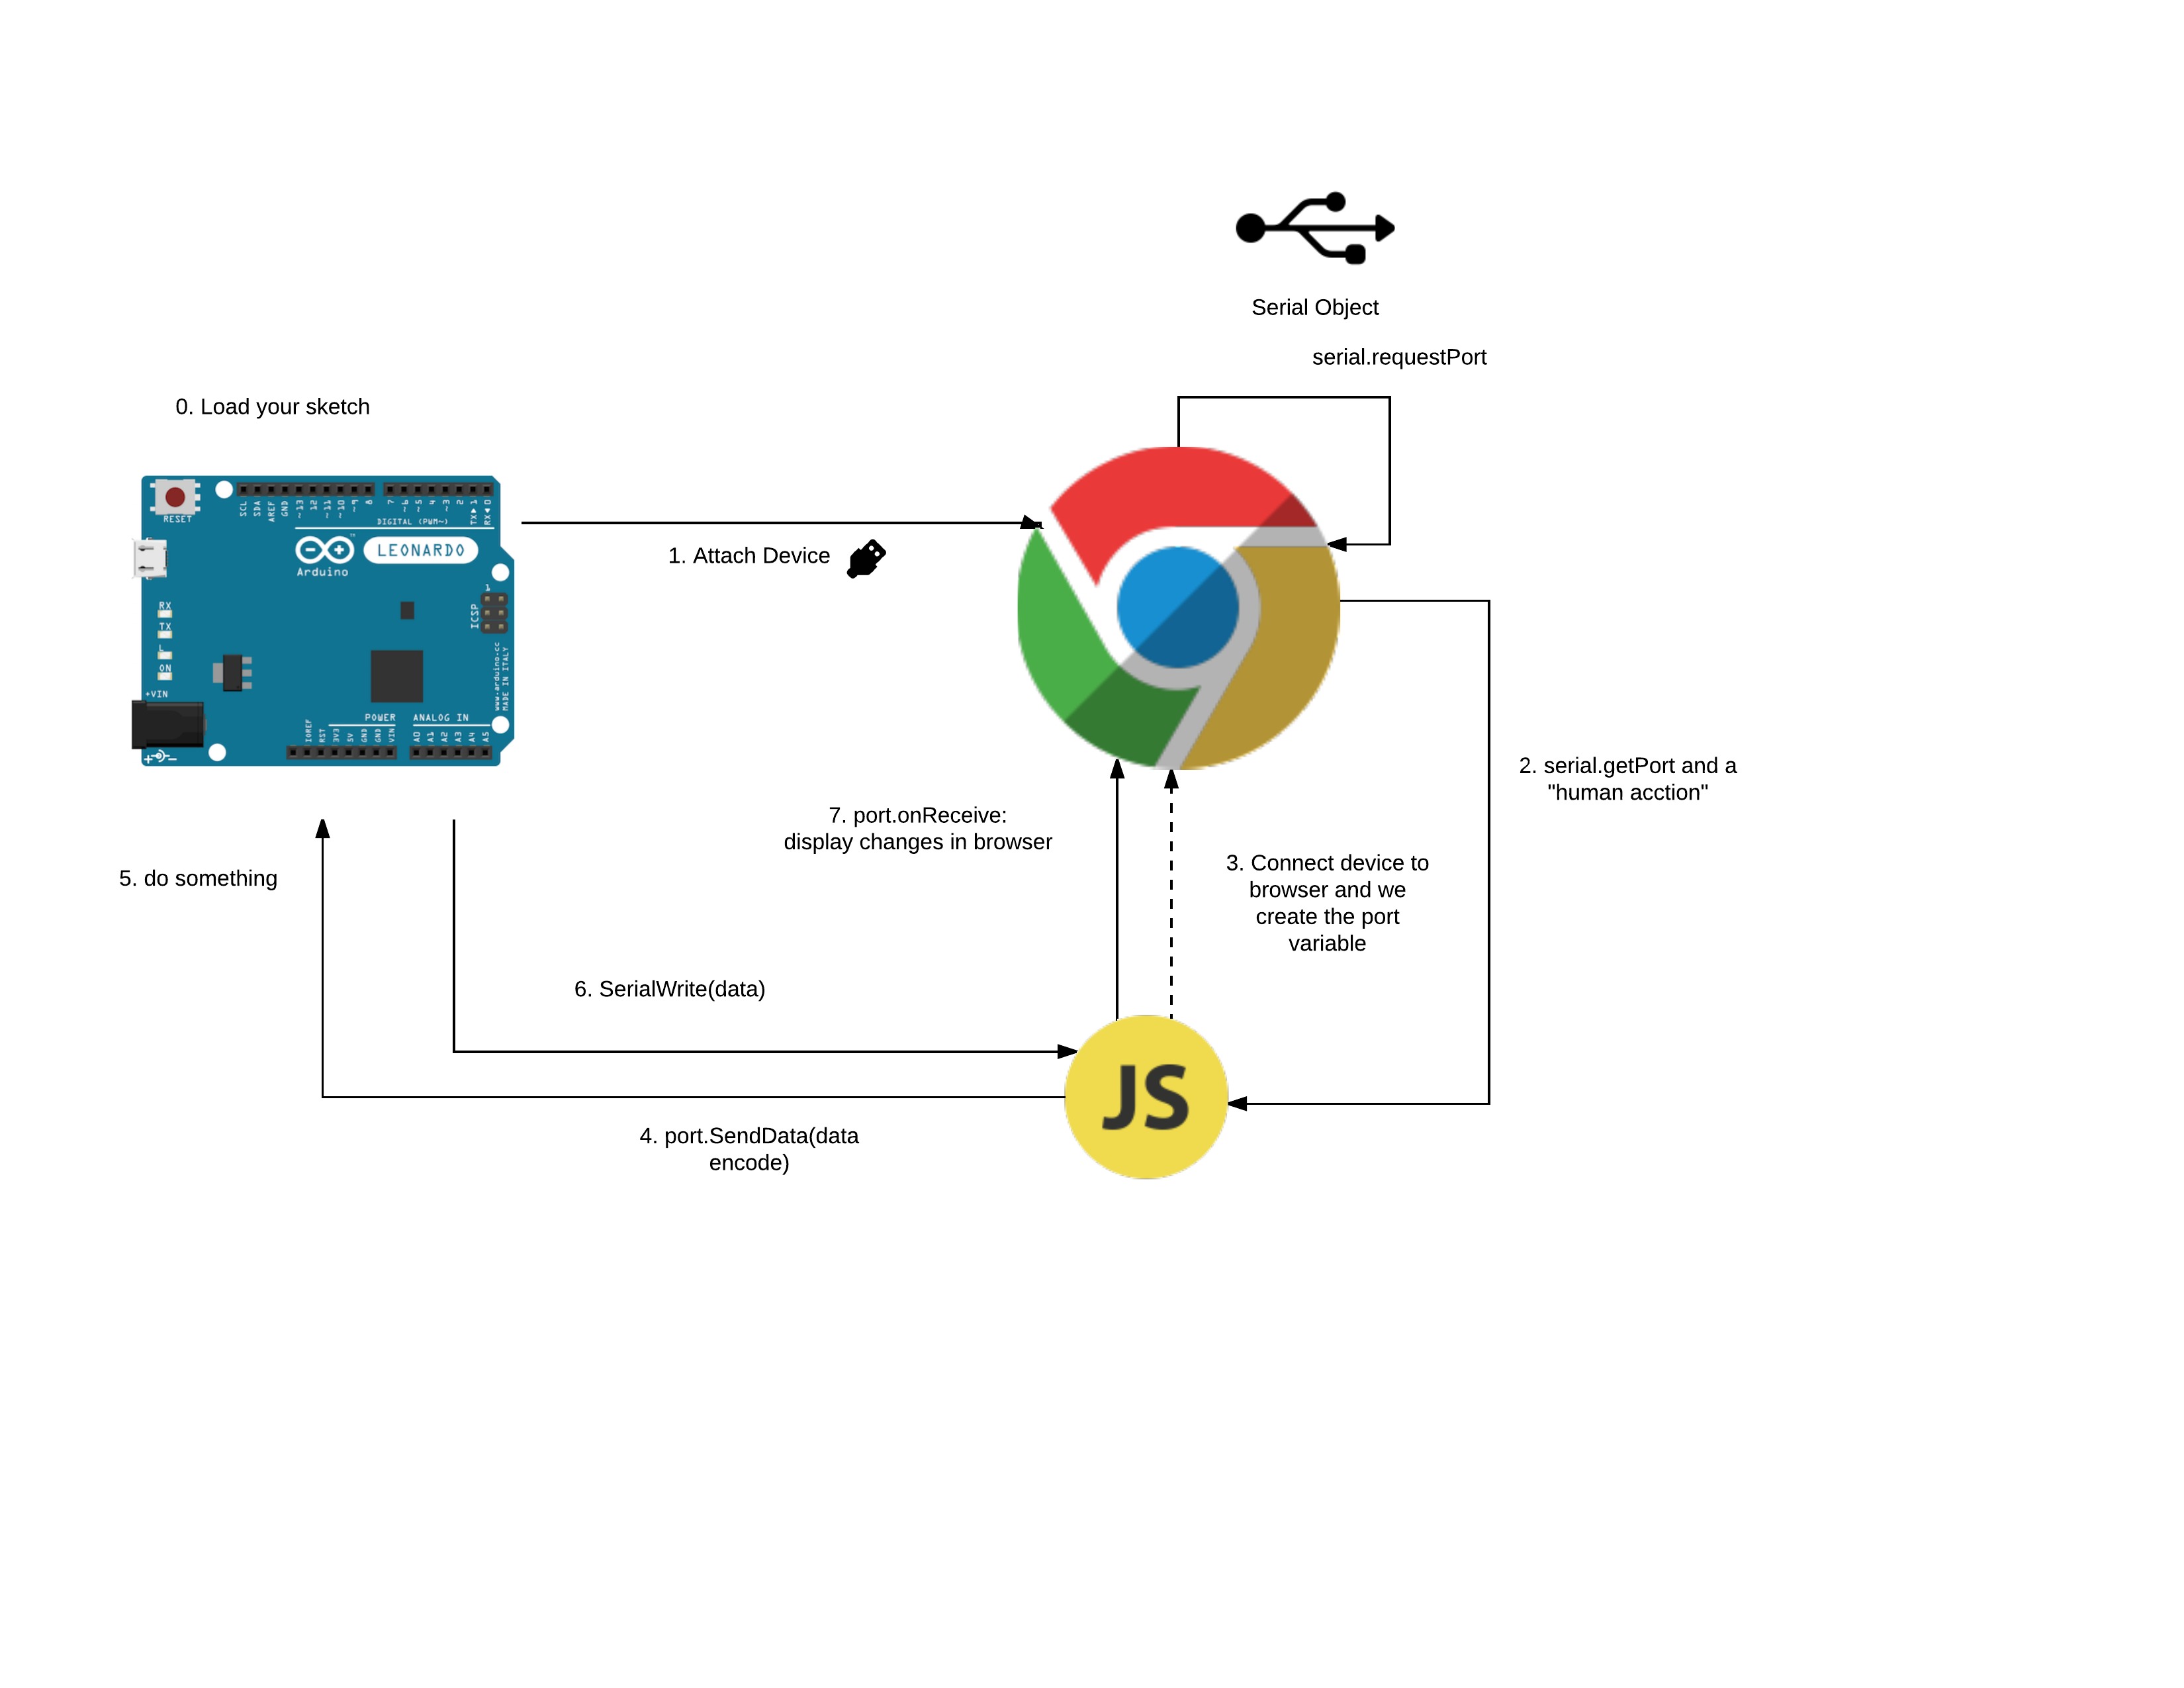 Serial Object
serial.requestPort
0. Load your sketch
RESET
SCL
SDA
AREF
GND
~13
12
~11
~10
~9
8
7
~6
~5
4
~3
2
TX▶1
RX◀0
DIGITAL (PWM~)
LEONARDO
Arduino
1
ICSP
RX
TX
L
ON
+VIN
www.arduino.cc
MADE IN ITALY
POWER
ANALOG IN
IOREF
RST
3V3
5V
GND
GND
VIN
A0
A1
A2
A3
A4
A5
1. Attach Device
2. serial.getPort and a
"human acction"
7. port.onReceive:
display changes in browser
3. Connect device to
browser and we
create the port
variable
5. do something
6. SerialWrite(data)
JS
4. port.SendData(data
encode)